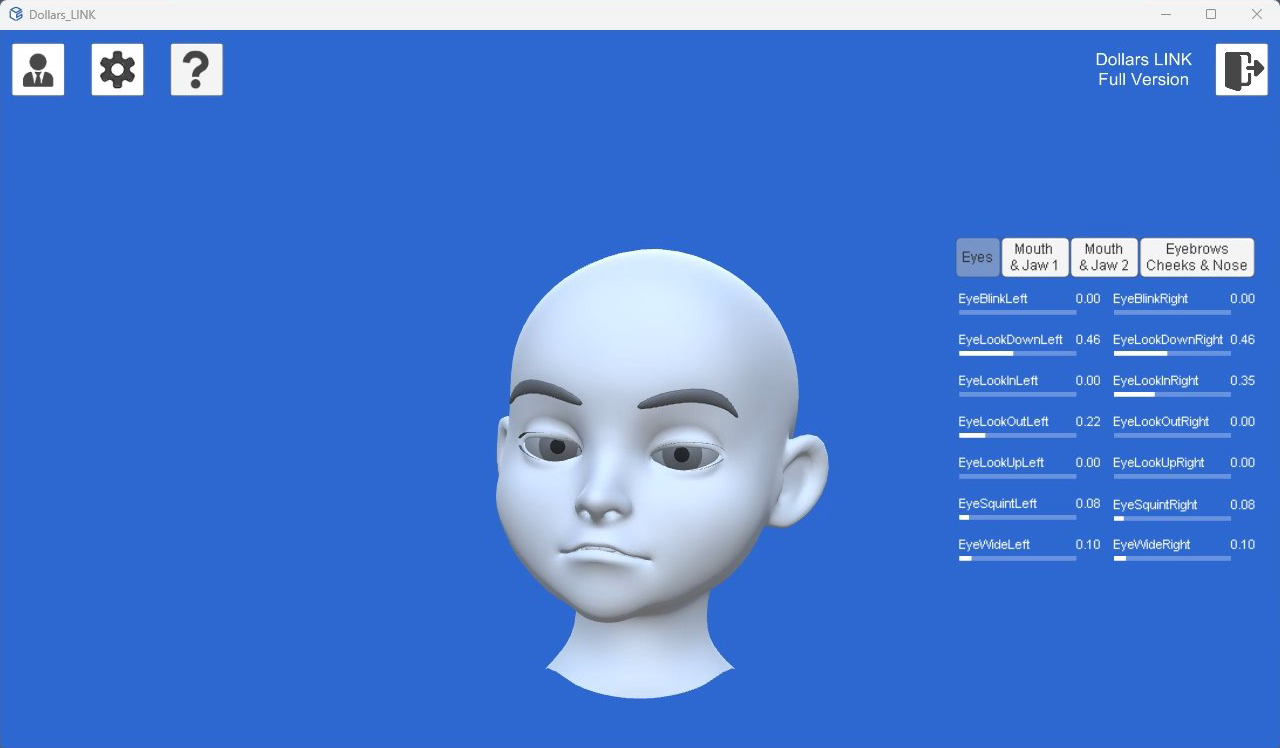 Dollars_LINK
Dollars LINK
Full Version
Eyes
Mouth
& Jaw 1
Mouth
& Jaw 2
Eyebrows
Cheeks & Nose
EyeBlinkLeft 0.00 EyeBlinkRight 0.00
EyeLookDownLeft 0.46 EyeLookDownRight 0.46
EyeLookInLeft 0.00 EyeLookInRight 0.35
EyeLookOutLeft 0.22 EyeLookOutRight 0.00
EyeLookUpLeft 0.00 EyeLookUpRight 0.00
EyeSquintLeft 0.08 EyeSquintRight 0.08
EyeWideLeft 0.10 EyeWideRight 0.10